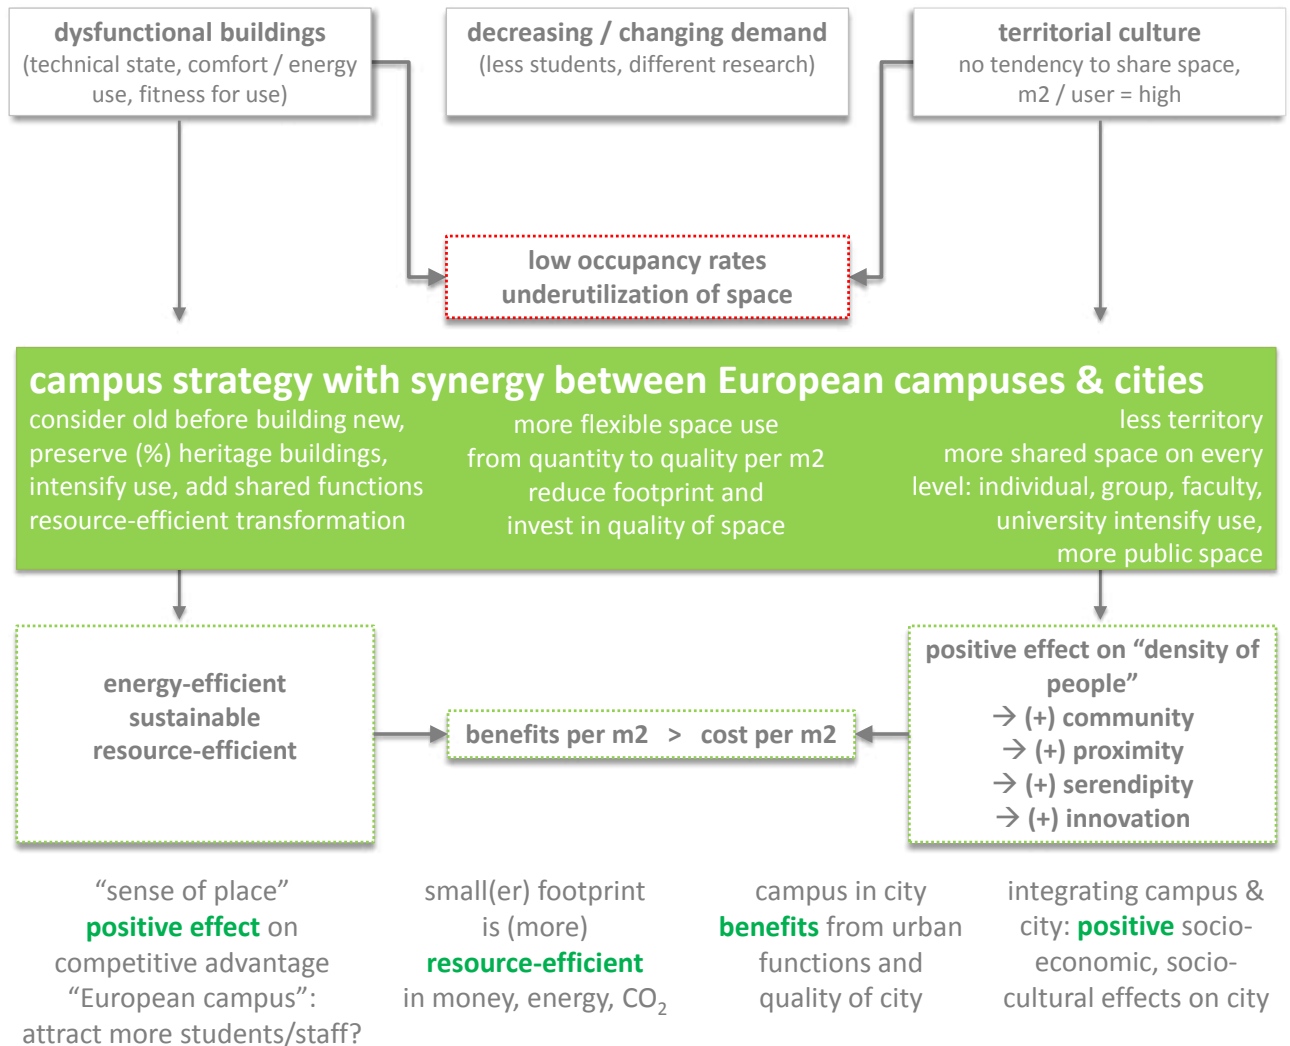 dysfunctional buildings
(technical state, comfort / energy
use, fitness for use)
decreasing / changing demand
(less students, different research)
territorial culture
no tendency to share space,
m2 / user = high
low occupancy rates
underutilization of space
campus strategy with synergy between European campuses & cities
consider old before building new,
preserve (%) heritage buildings,
intensify use, add shared functions
resource-efficient transformation
more flexible space use
from quantity to quality per m2
reduce footprint and
invest in quality of space
less territory
more shared space on every
level: individual, group, faculty,
university intensify use,
more public space
energy-efficient
sustainable
resource-efficient
benefits per m2 > cost per m2
positive effect on “density of
people”
→ (+) community
→ (+) proximity
→ (+) serendipity
→ (+) innovation
“sense of place”
positive effect on
competitive advantage
“European campus”:
attract more students/staff?
small(er) footprint
is (more)
resource-efficient
in money, energy, CO₂
campus in city
benefits from urban
functions and
quality of city
integrating campus &
city: positive socio-
economic, socio-
cultural effects on city